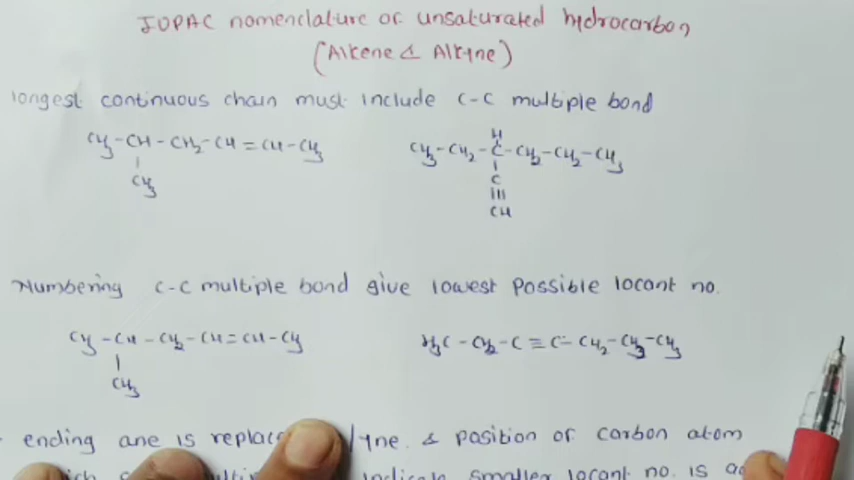 IUPAC nomenclature of unsaturated hydrocarbon
(Alkene & Alkyne)
longest continuous chain must include C-C multiple bond
CH3-CH-CH2-CH=CH-CH3
CH3
H
CH3-CH2-C-CH2-CH2-CH3
C
|||
CH
Numbering C-C multiple bond give lowest possible locant no.
CH3-CH-CH2-CH=CH-CH3
CH3
H3C-CH2-C≡C-CH2-CH2-CH3
ending ane is /yne. & position of carbon atom
indicate smaller locant no. is